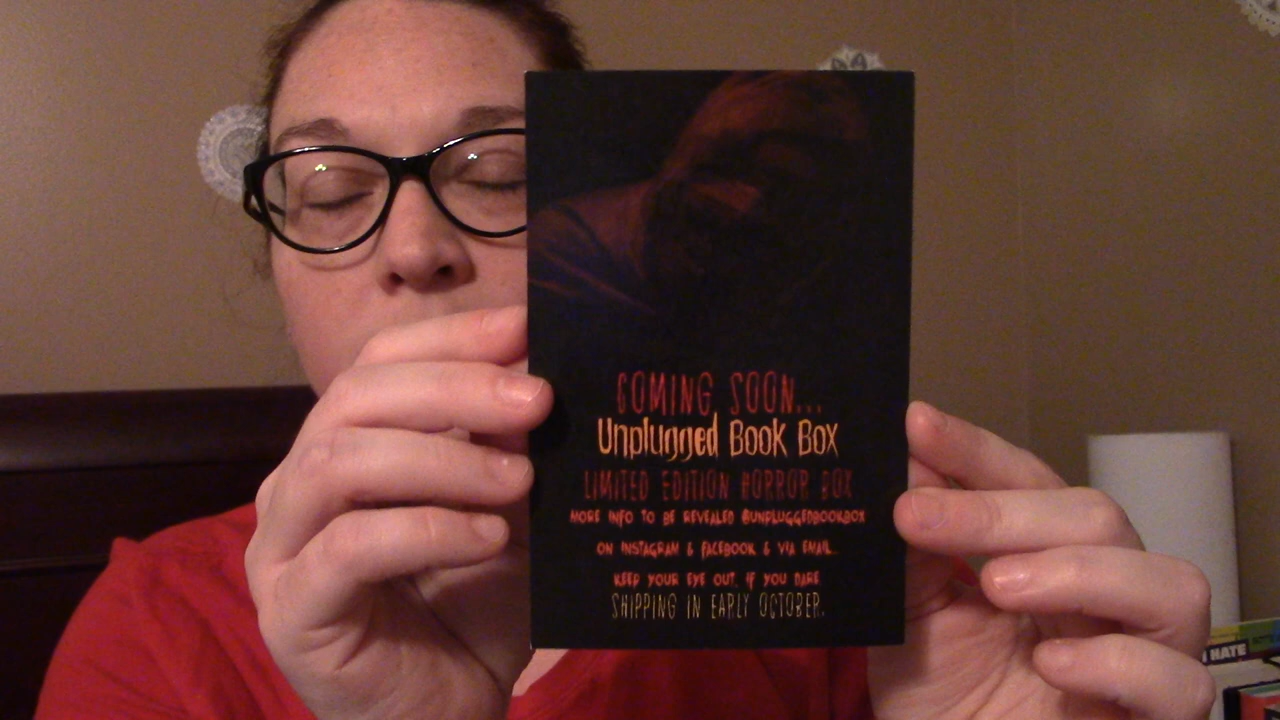 COMING SOON...
Unplugged Book Box
LIMITED EDITION HORROR BOX
MORE INFO TO BE REVEALED @UNPLUGGEDBOOKBOX
ON INSTAGRAM & FACEBOOK & VIA EMAIL...
KEEP YOUR EYE OUT, IF YOU DARE.
SHIPPING IN EARLY OCTOBER.
I HATE